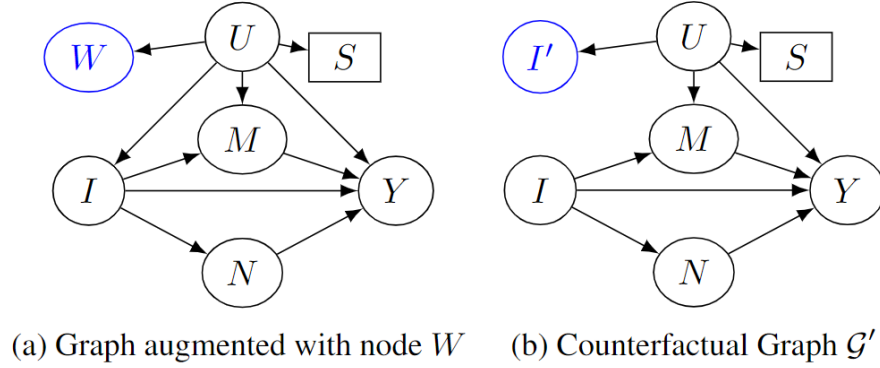 W U S
M
I Y
N
(a) Graph augmented with node W
I′ U S
M
I Y
N
(b) Counterfactual Graph 𝒢′